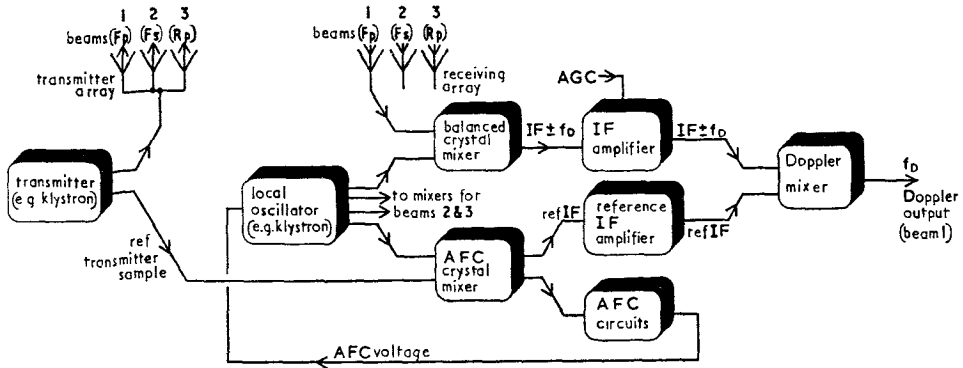 1 2 3
beams (Fp) (Fs) (Rp)
transmitter
array
1 2 3
beams (Fp) (Fs) (Rp)
receiving
array
AGC
balanced
crystal
mixer
IF ± fD
IF
amplifier
IF ± fD
Doppler
mixer
fD
Doppler
output
(beam 1)
transmitter
(e g klystron)
local
oscillator
(e.g. klystron)
to mixers for
beams 2 & 3
ref IF
reference
IF
amplifier
ref IF
ref
transmitter
sample
AFC
crystal
mixer
AFC
circuits
AFC voltage